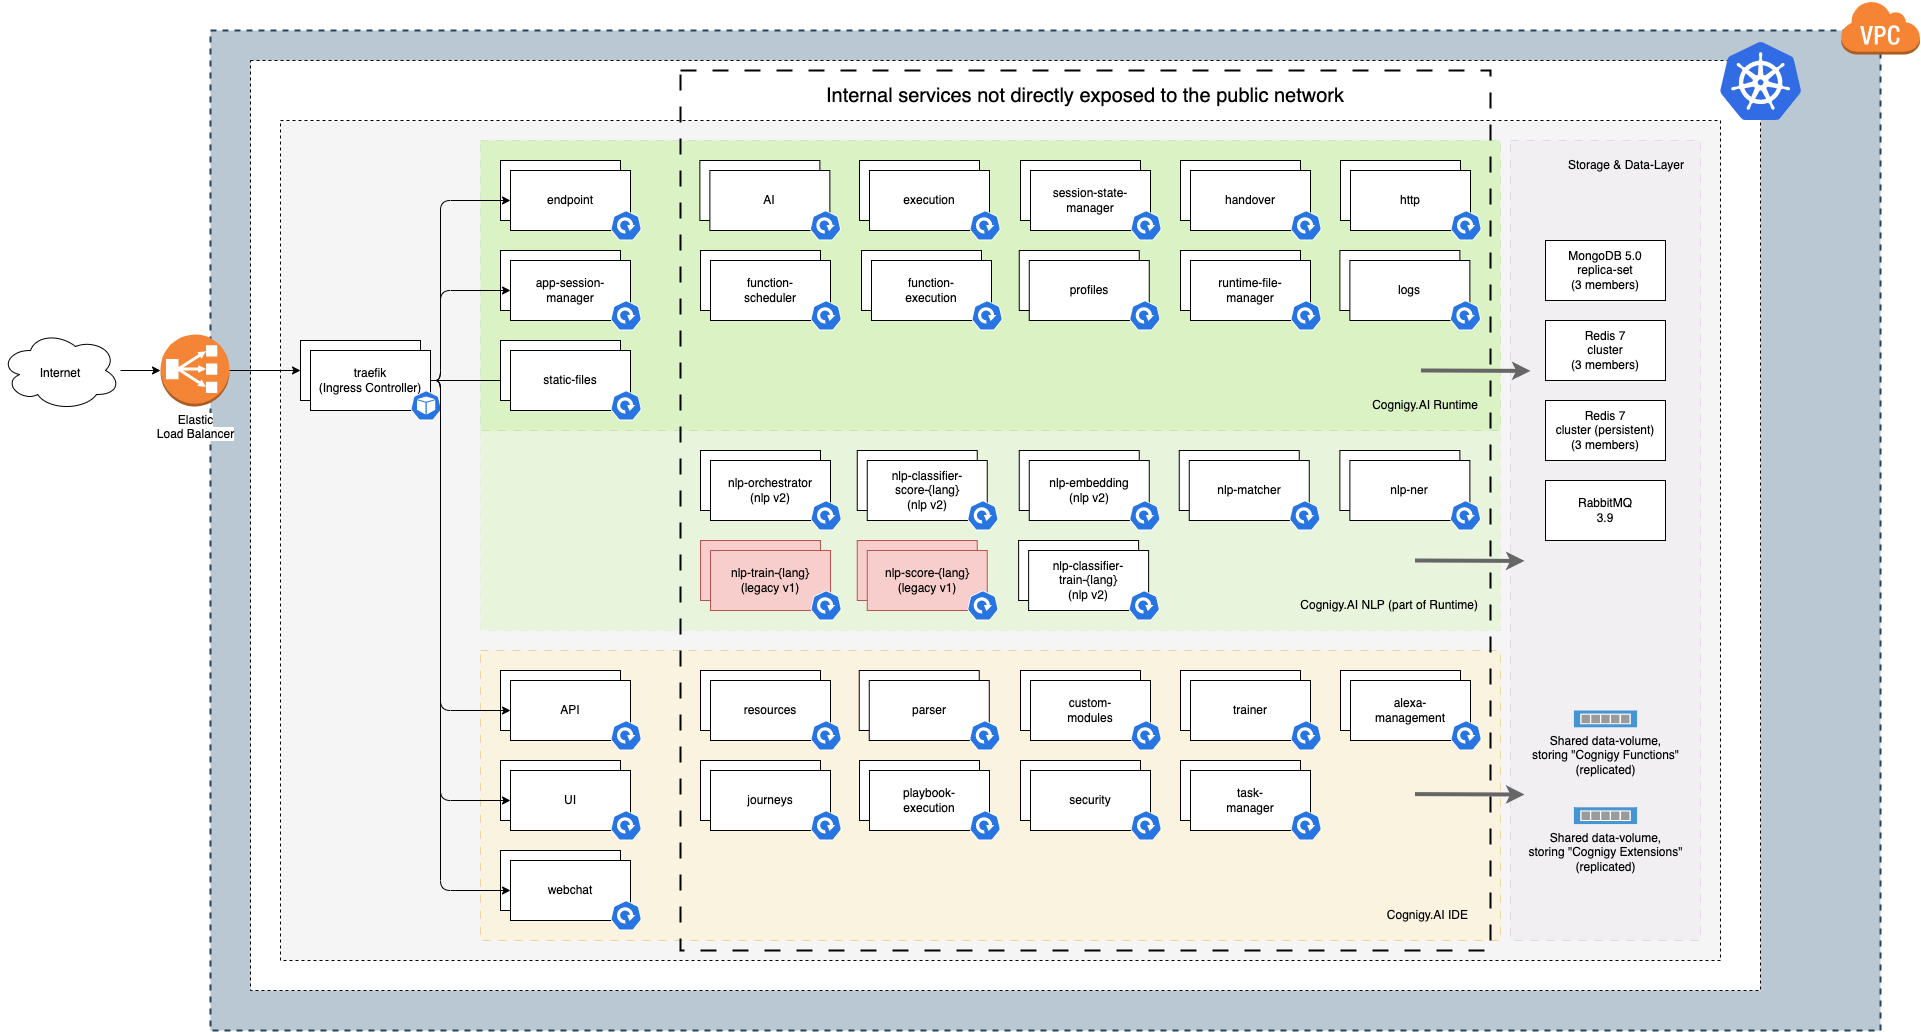 VPC
Internal services not directly exposed to the public network
Storage & Data-Layer
endpoint
AI
execution
session-state-
manager
handover
http
app-session-
manager
function-
scheduler
function-
execution
profiles
runtime-file-
manager
logs
MongoDB 5.0
replica-set
(3 members)
Redis 7
cluster
(3 members)
Internet
Elastic
Load Balancer
traefik
(Ingress Controller)
static-files
Cognigy.AI Runtime
Redis 7
cluster (persistent)
(3 members)
nlp-orchestrator
(nlp v2)
nlp-classifier-
score-{lang}
(nlp v2)
nlp-embedding
(nlp v2)
nlp-matcher
nlp-ner
RabbitMQ
3.9
nlp-train-{lang}
(legacy v1)
nlp-score-{lang}
(legacy v1)
nlp-classifier-
train-{lang}
(nlp v2)
Cognigy.AI NLP (part of Runtime)
API
resources
parser
custom-
modules
trainer
alexa-
management
Shared data-volume,
storing "Cognigy Functions"
(replicated)
UI
journeys
playbook-
execution
security
task-
manager
Shared data-volume,
storing "Cognigy Extensions"
(replicated)
webchat
Cognigy.AI IDE